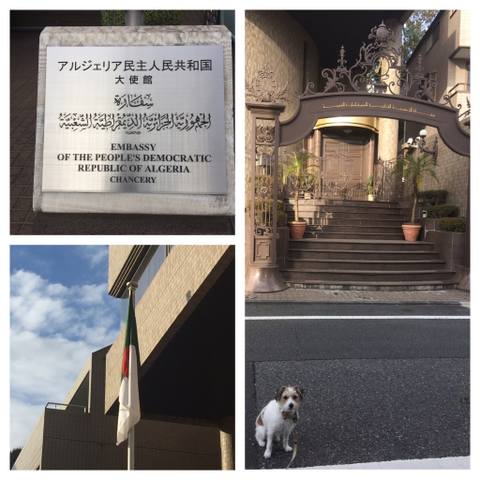 アルジェリア民主人民共和国
大使館
سفارة
الجمهورية الجزائرية الديمقراطية الشعبية
EMBASSY
OF THE PEOPLE'S DEMOCRATIC
REPUBLIC OF ALGERIA
CHANCERY